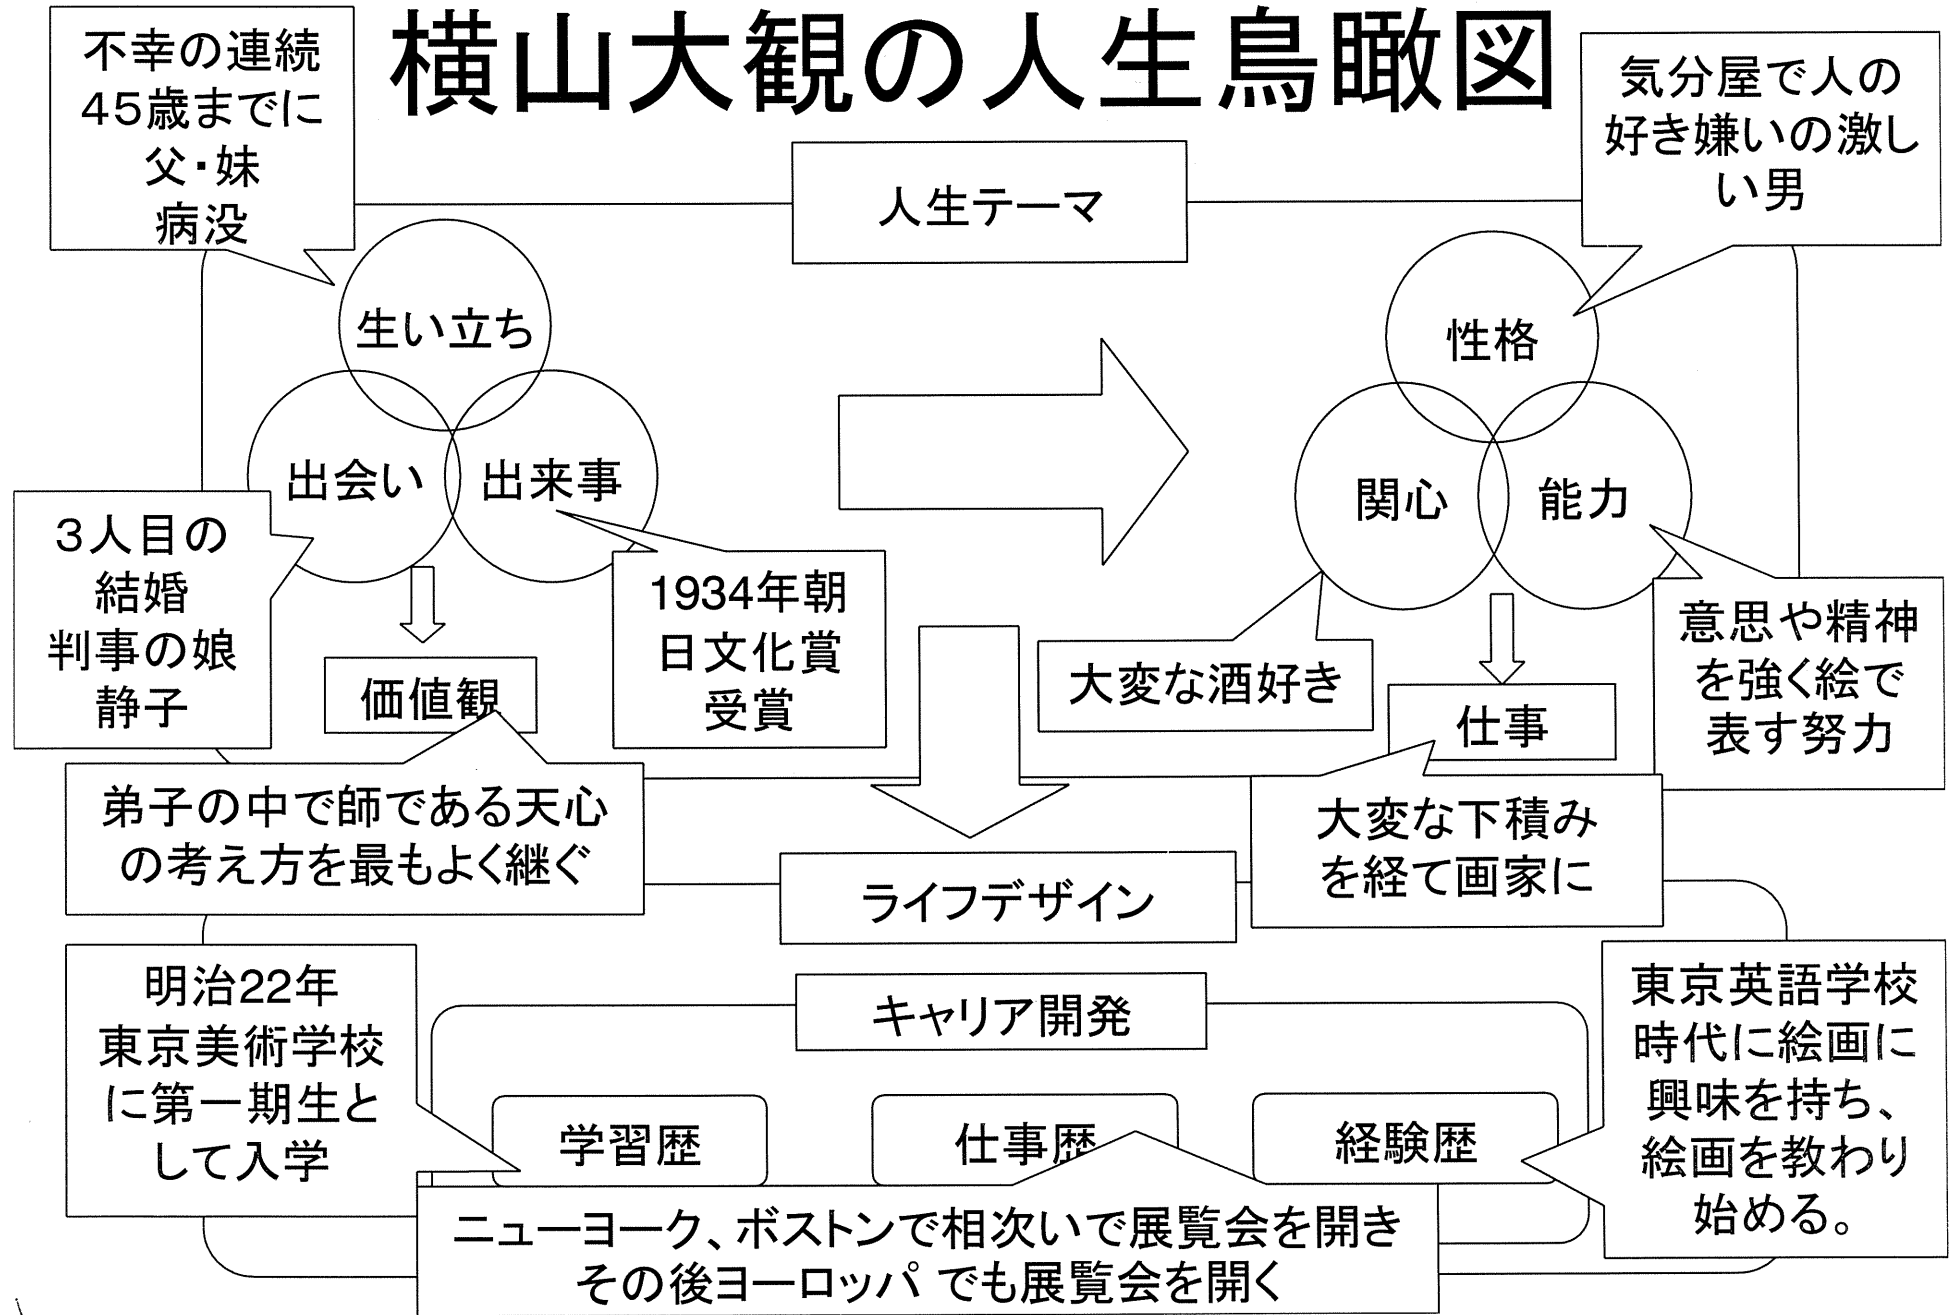 横山大観の人生鳥瞰図
不幸の連続
45歳までに
父・妹
病没
人生テーマ
気分屋で人の
好き嫌いの激し
い男
生い立ち
出会い
出来事
性格
関心
能力
3人目の
結婚
判事の娘
静子
1934年朝
日文化賞
受賞
大変な酒好き
意思や精神
を強く絵で
表す努力
価値観
仕事
弟子の中で師である天心
の考え方を最もよく継ぐ
大変な下積み
を経て画家に
ライフデザイン
キャリア開発
明治22年
東京美術学校
に第一期生と
して入学
東京英語学校
時代に絵画に
興味を持ち、
絵画を教わり
始める。
学習歴
仕事歴
経験歴
ニューヨーク、ボストンで相次いで展覧会を開き
その後ヨーロッパ でも展覧会を開く